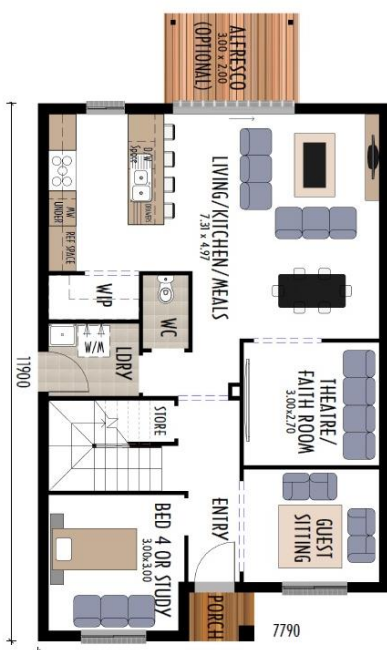 ALFRESCO
3.00 x 2.00
(OPTIONAL)
D/W
Space
DRAWERS
MW
UNDER
REF SPACE
LIVING/KITCHEN/MEALS
7.31 x 4.97
WIP
WC
W/W
LDRY
THEATRE/
FAITH ROOM
3.00x2.70
STORE
11900
ENTRY
GUEST
SITTING
BED 4 OR STUDY
3.00x3.00
PORCH
7790